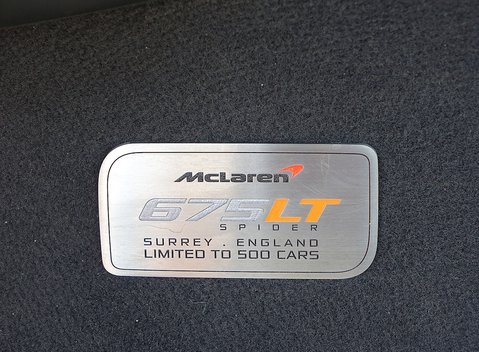 McLaren
675LT
SPIDER
SURREY . ENGLAND
LIMITED TO 500 CARS